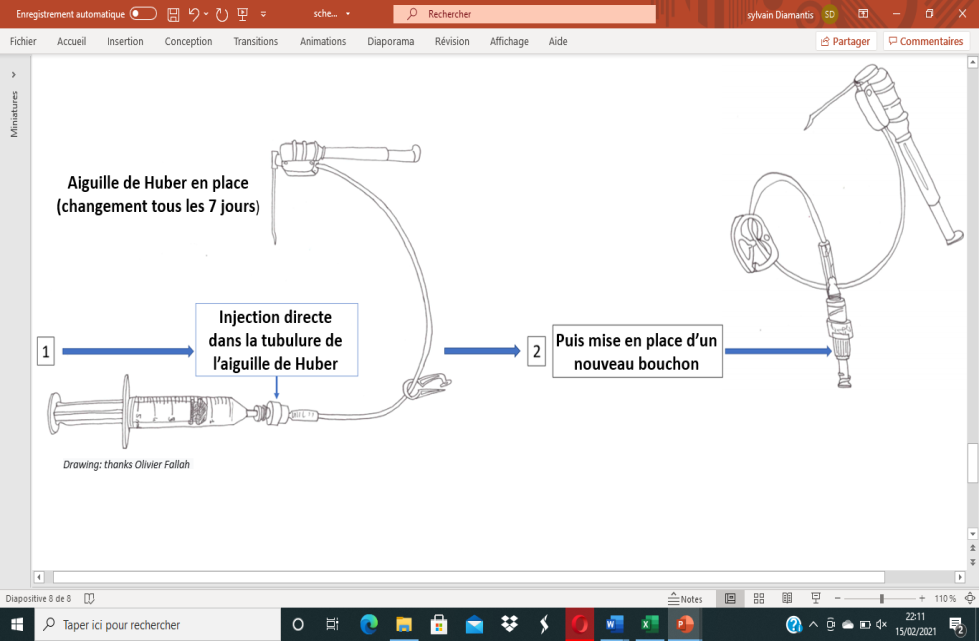 Enregistrement automatique
sche...
Rechercher
sylvain Diamantis
SD
Fichier
Accueil
Insertion
Conception
Transitions
Animations
Diaporama
Révision
Affichage
Aide
Partager
Commentaires
Miniatures
Aiguille de Huber en place
(changement tous les 7 jours)
1
Injection directe
dans la tubulure de
l’aiguille de Huber
2
Puis mise en place d’un
nouveau bouchon
Drawing: thanks Olivier Fallah
Diapositive 8 de 8
Notes
110 %
Taper ici pour rechercher
22:11
15/02/2021